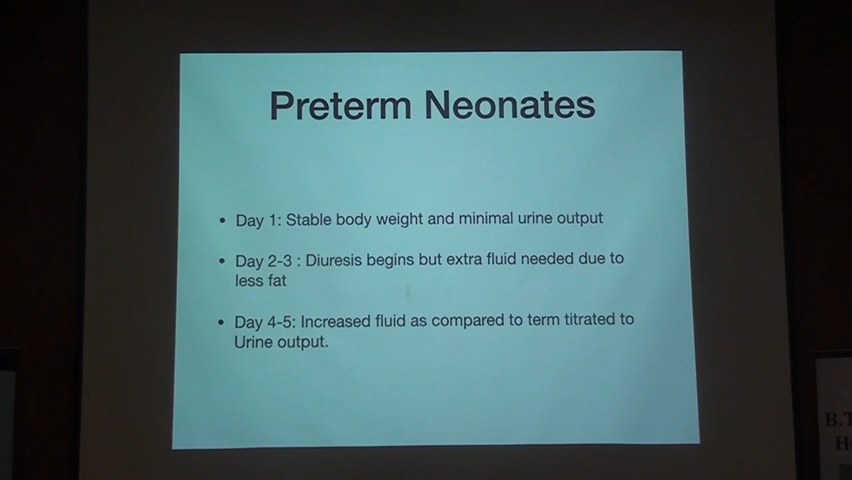 Preterm Neonates
• Day 1: Stable body weight and minimal urine output
• Day 2-3 : Diuresis begins but extra fluid needed due to
less fat
• Day 4-5: Increased fluid as compared to term titrated to
Urine output.